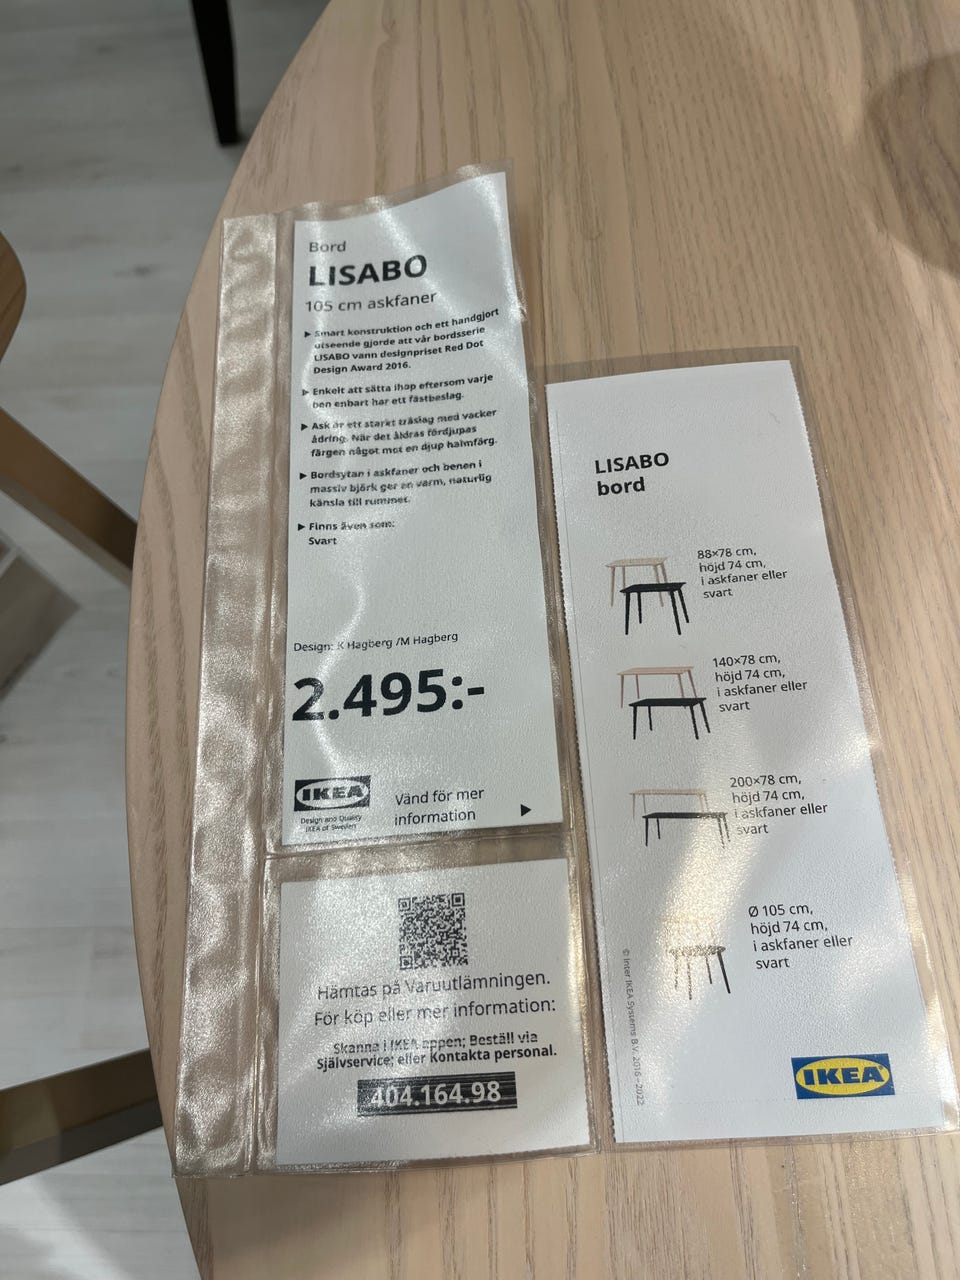 Bord
LISABO
105 cm askfaner
▶ Smart konstruktion och ett handgjort
utseende gjorde att vår bordsserie
LISABO vann designpriset Red Dot
Design Award 2016.
▶ Enkelt att sätta ihop eftersom varje
ben enbart har ett fästbeslag.
▶ Ask är ett starkt träslag med vacker
ådring. När det åldras fördjupas
färgen något mot en djup halmfärg.
▶ Bordsytan i askfaner och benen i
massiv björk ger en varm, naturlig
känsla till rummet.
▶ Finns även som:
Svart
Design: K Hagberg /M Hagberg
2.495:-
IKEA
Design and Quality
IKEA of Sweden
Vänd för mer
information ▶
Hämtas på Varuutlämningen.
För köp eller mer information:
Skanna i IKEA appen; Beställ via
Självservice; eller Kontakta personal.
404.164.98
LISABO
bord
88×78 cm,
höjd 74 cm,
i askfaner eller
svart
140×78 cm,
höjd 74 cm,
i askfaner eller
svart
200×78 cm,
höjd 74 cm,
i askfaner eller
svart
Ø 105 cm,
höjd 74 cm,
i askfaner eller
svart
© Inter IKEA Systems B.V. 2016-2022
IKEA